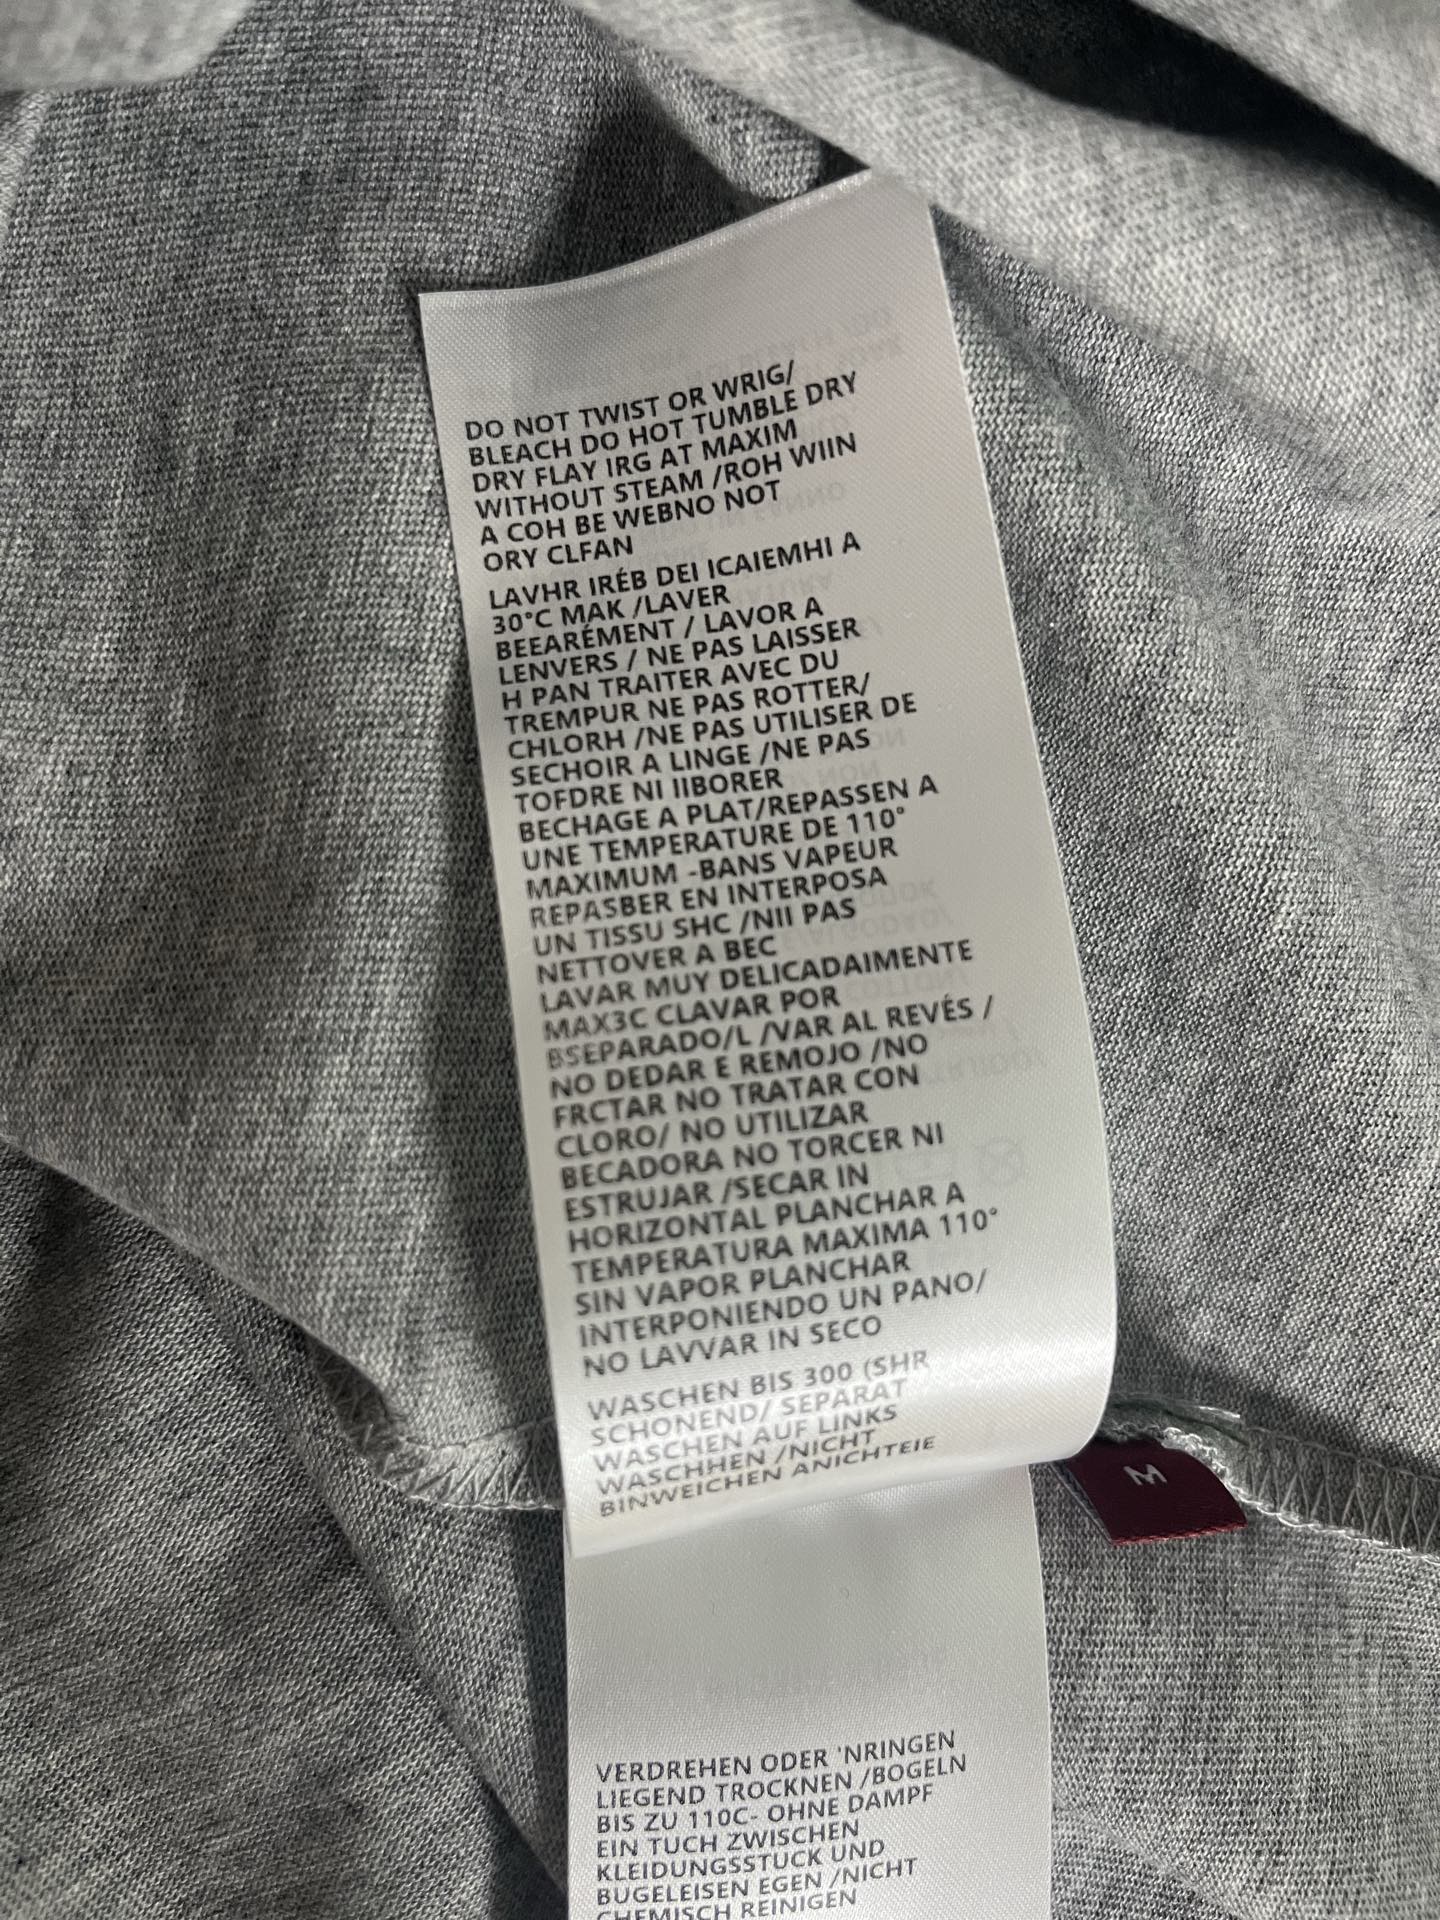 DO NOT TWIST OR WRIG/
BLEACH DO HOT TUMBLE DRY
DRY FLAY IRG AT MAXIM
WITHOUT STEAM /ROH WIIN
A COH BE WEBNO NOT
ORY CLFAN
LAVHR IRÉB DEI ICAIEMHI A
30°C MAK /LAVER
BEEARÉMENT / LAVOR A
LENVERS / NE PAS LAISSER
H PAN TRAITER AVEC DU
TREMPUR NE PAS ROTTER/
CHLORH /NE PAS UTILISER DE
SECHOIR A LINGE /NE PAS
TOFDRE NI IIBORER
BECHAGE A PLAT/REPASSEN A
UNE TEMPERATURE DE 110°
MAXIMUM -BANS VAPEUR
REPASBER EN INTERPOSA
UN TISSU SHC /NII PAS
NETTOVER A BEC
LAVAR MUY DELICADAIMENTE
MAX3C CLAVAR POR
BSEPARADO/L /VAR AL REVÉS /
NO DEDAR E REMOJO /NO
FRCTAR NO TRATAR CON
CLORO/ NO UTILIZAR
BECADORA NO TORCER NI
ESTRUJAR /SECAR IN
HORIZONTAL PLANCHAR A
TEMPERATURA MAXIMA 110°
SIN VAPOR PLANCHAR
INTERPONIENDO UN PANO/
NO LAVVAR IN SECO
WASCHEN BIS 300 (SHR
SCHONEND/ SEPARAT
WASCHEN AUF LINKS
WASCHHEN /NICHT
BINWEICHEN ANICHTEIE
M
VERDREHEN ODER 'NRINGEN
LIEGEND TROCKNEN /BOGELN
BIS ZU 110C- OHNE DAMPF
EIN TUCH ZWISCHEN
KLEIDUNGSSTUCK UND
BUGELEISEN EGEN /NICHT
CHEMISCH REINIGEN